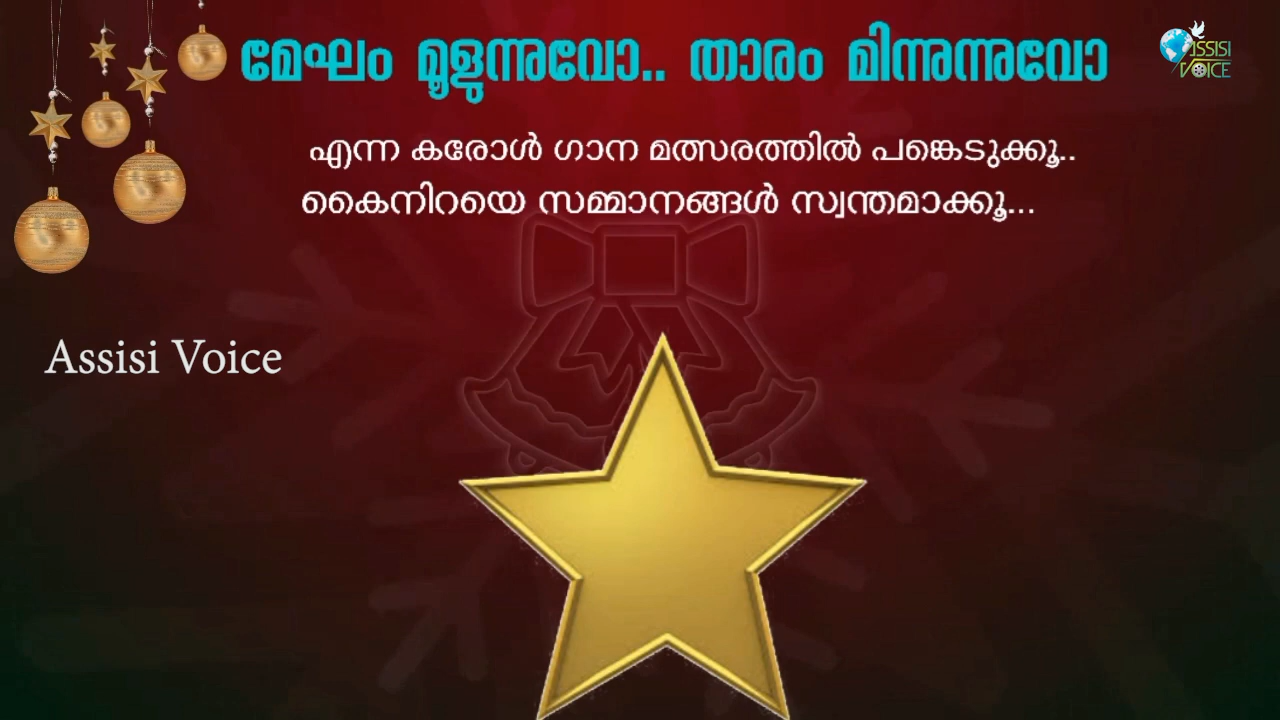 മേഘം മൂളുന്നുവോ.. താരം മിന്നുന്നുവോ
ASSISI
VOICE
എന്ന കരോൾ ഗാന മത്സരത്തിൽ പങ്കെടുക്കൂ..
കൈനിറയെ സമ്മാനങ്ങൾ സ്വന്തമാക്കൂ...
Assisi Voice